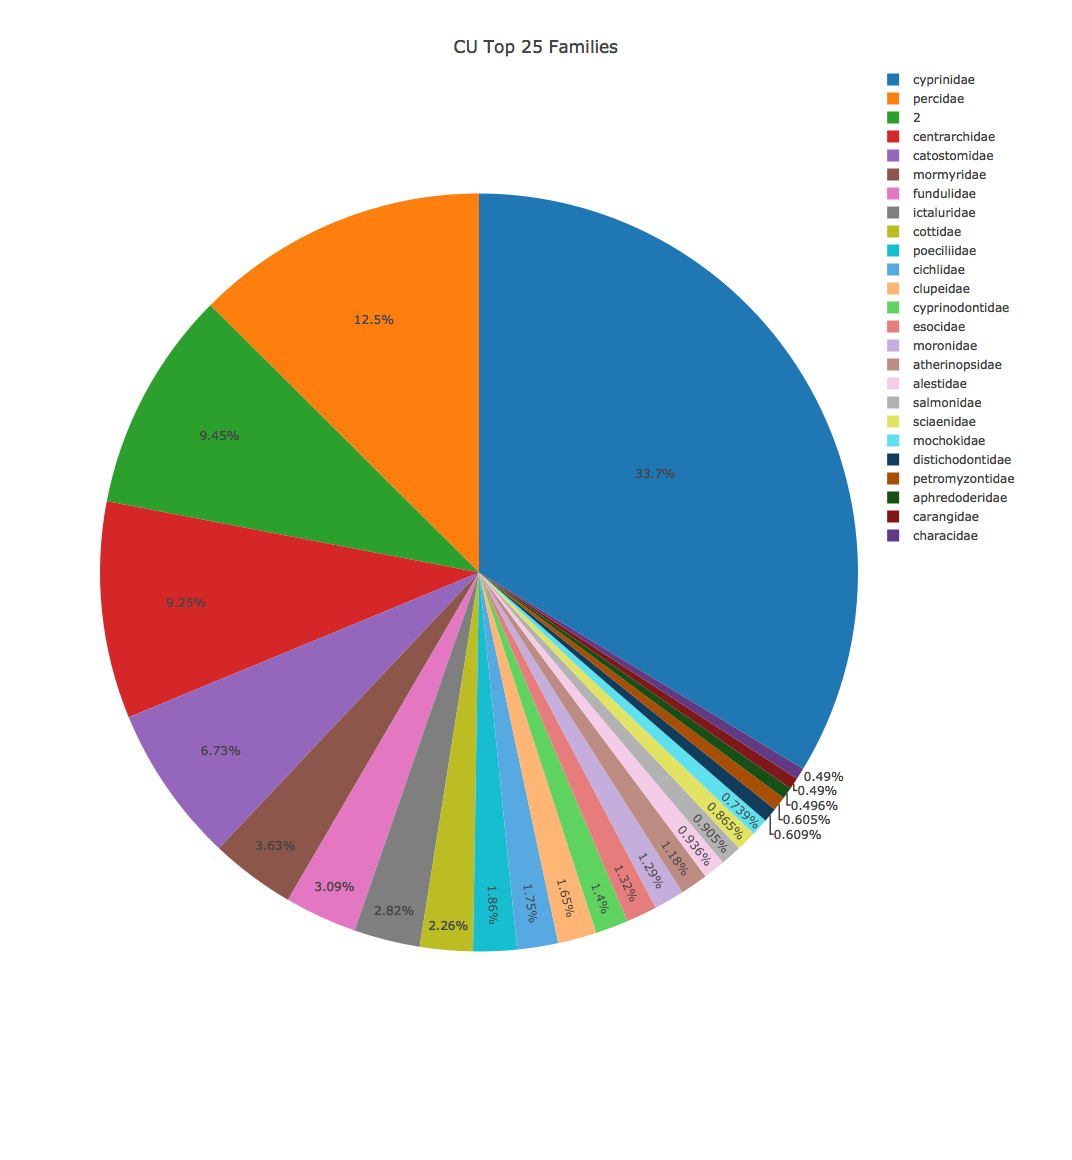 CU Top 25 Families
cyprinidae
percidae
2
centrarchidae
catostomidae
mormyridae
fundulidae
ictaluridae
cottidae
poeciliidae
cichlidae
clupeidae
cyprinodontidae
esocidae
moronidae
atherinopsidae
alestidae
salmonidae
sciaenidae
mochokidae
distichodontidae
petromyzontidae
aphredoderidae
carangidae
characidae
33.7%
12.5%
9.45%
9.25%
6.73%
3.63%
3.09%
2.82%
2.26%
1.86%
1.75%
1.65%
1.4%
1.32%
1.29%
1.18%
0.936%
0.905%
0.865%
0.739%
0.609%
0.605%
0.496%
0.49%
0.49%